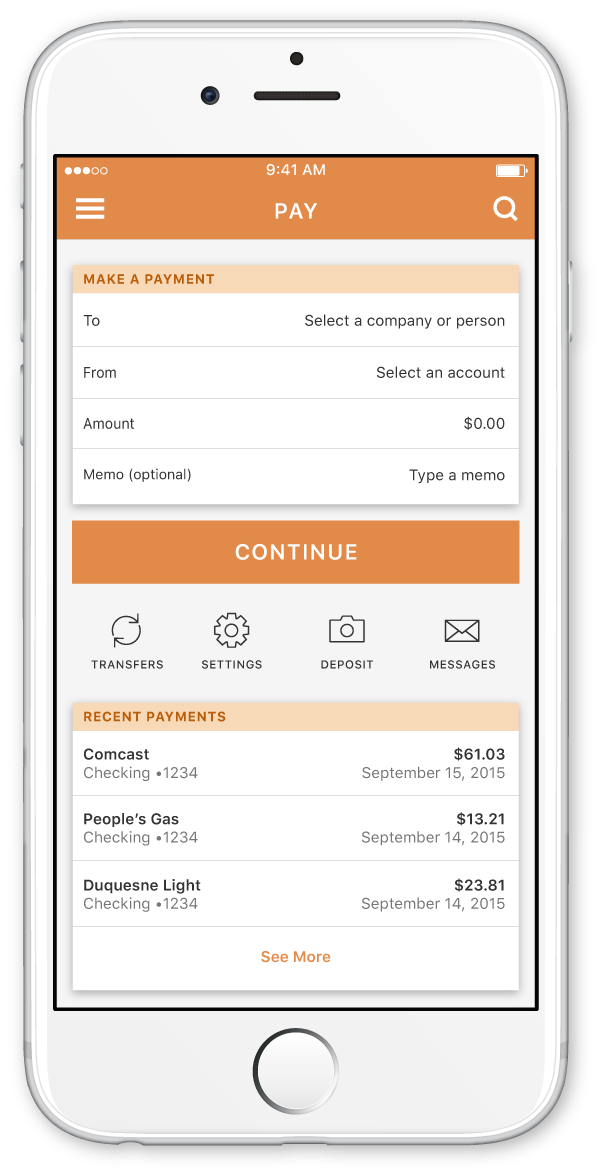 9:41 AM
PAY
MAKE A PAYMENT
To Select a company or person
From Select an account
Amount $0.00
Memo (optional) Type a memo
CONTINUE
TRANSFERS SETTINGS DEPOSIT MESSAGES
RECENT PAYMENTS
Comcast $61.03
Checking •1234 September 15, 2015
People’s Gas $13.21
Checking •1234 September 14, 2015
Duquesne Light $23.81
Checking •1234 September 14, 2015
See More